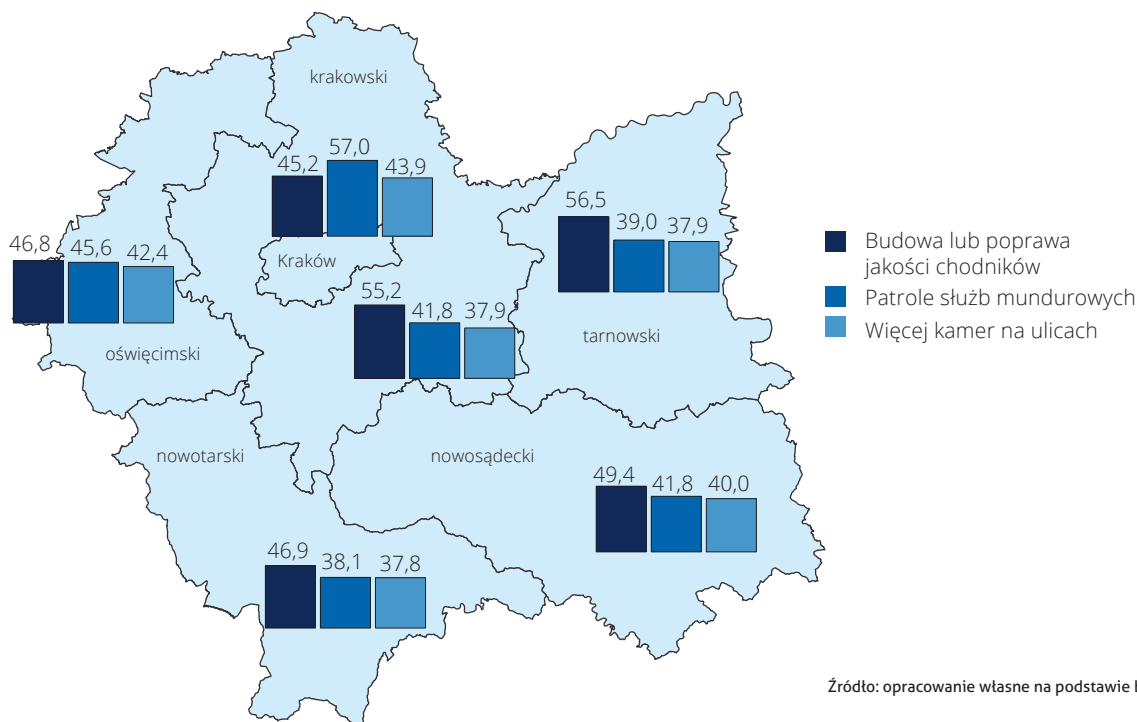 krakowski
45,2 57,0 43,9
Kraków
56,5 39,0 37,9
tarnowski
46,8 45,6 42,4
oświęcimski
55,2 41,8 37,9
nowotarski
nowosądecki
49,4 41,8 40,0
46,9 38,1 37,8
Budowa lub poprawa
jakości chodników
Patrole służb mundurowych
Więcej kamer na ulicach
Źródło: opracowanie własne na podstawie